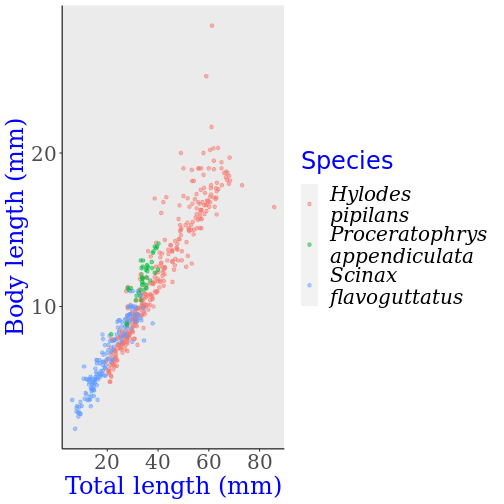 Body length (mm)
20
10
20 40 60 80
Total length (mm)
Species
Hylodes
pipilans
Proceratophrys
appendiculata
Scinax
flavoguttatus